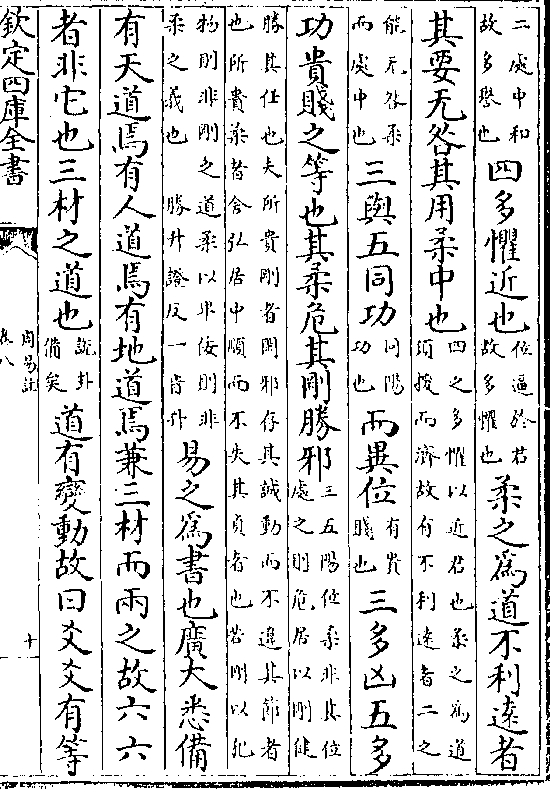 二處中和故多譽也四多懼近也位逼於君故多懼也柔之為道不利遠者
其要无咎其用柔中也四之多懼以近君也柔之為道須援而濟故有不利遠者二之
能无咎柔而處中也三與五同功同陽功也而異位有貴賤也三多凶五多
功貴賤之等也其柔危其剛勝邪三五陽位柔非其位處之則危居以剛健
勝其任也夫所貴剛者閑邪存其誠動而不違其節者也所貴柔者含弘居中順而不失其貞者也若剛以犯
物則非剛之道柔以卑佞則非柔之義也 勝升證反一音升易之為書也廣大悉備
有天道焉有人道焉有地道焉兼三材而兩之故六六
者非它也三材之道也說卦備矣道有變動故曰爻爻有等
欽定四庫全書
周易註
卷八
十